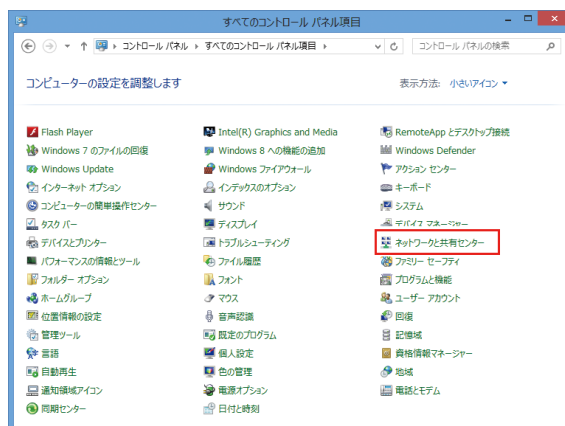 すべてのコントロール パネル項目
コントロール パネル すべてのコントロール パネル項目 コントロール パネルの検索
コンピューターの設定を調整します 表示方法: 小さいアイコン
Flash Player Intel(R) Graphics and Media RemoteApp とデスクトップ接続
Windows 7 のファイルの回復 Windows 8 への機能の追加 Windows Defender
Windows Update Windows ファイアウォール アクション センター
インターネット オプション インデックスのオプション キーボード
コンピューターの簡単操作センター サウンド システム
タスク バー ディスプレイ デバイス マネージャー
デバイスとプリンター トラブルシューティング ネットワークと共有センター
パフォーマンスの情報とツール ファイル履歴 ファミリー セーフティ
フォルダー オプション フォント プログラムと機能
ホームグループ マウス ユーザー アカウント
位置情報の設定 音声認識 回復
管理ツール 既定のプログラム 記憶域
言語 個人設定 資格情報マネージャー
自動再生 色の管理 地域
通知領域アイコン 電源オプション 電話とモデム
同期センター 日付と時刻